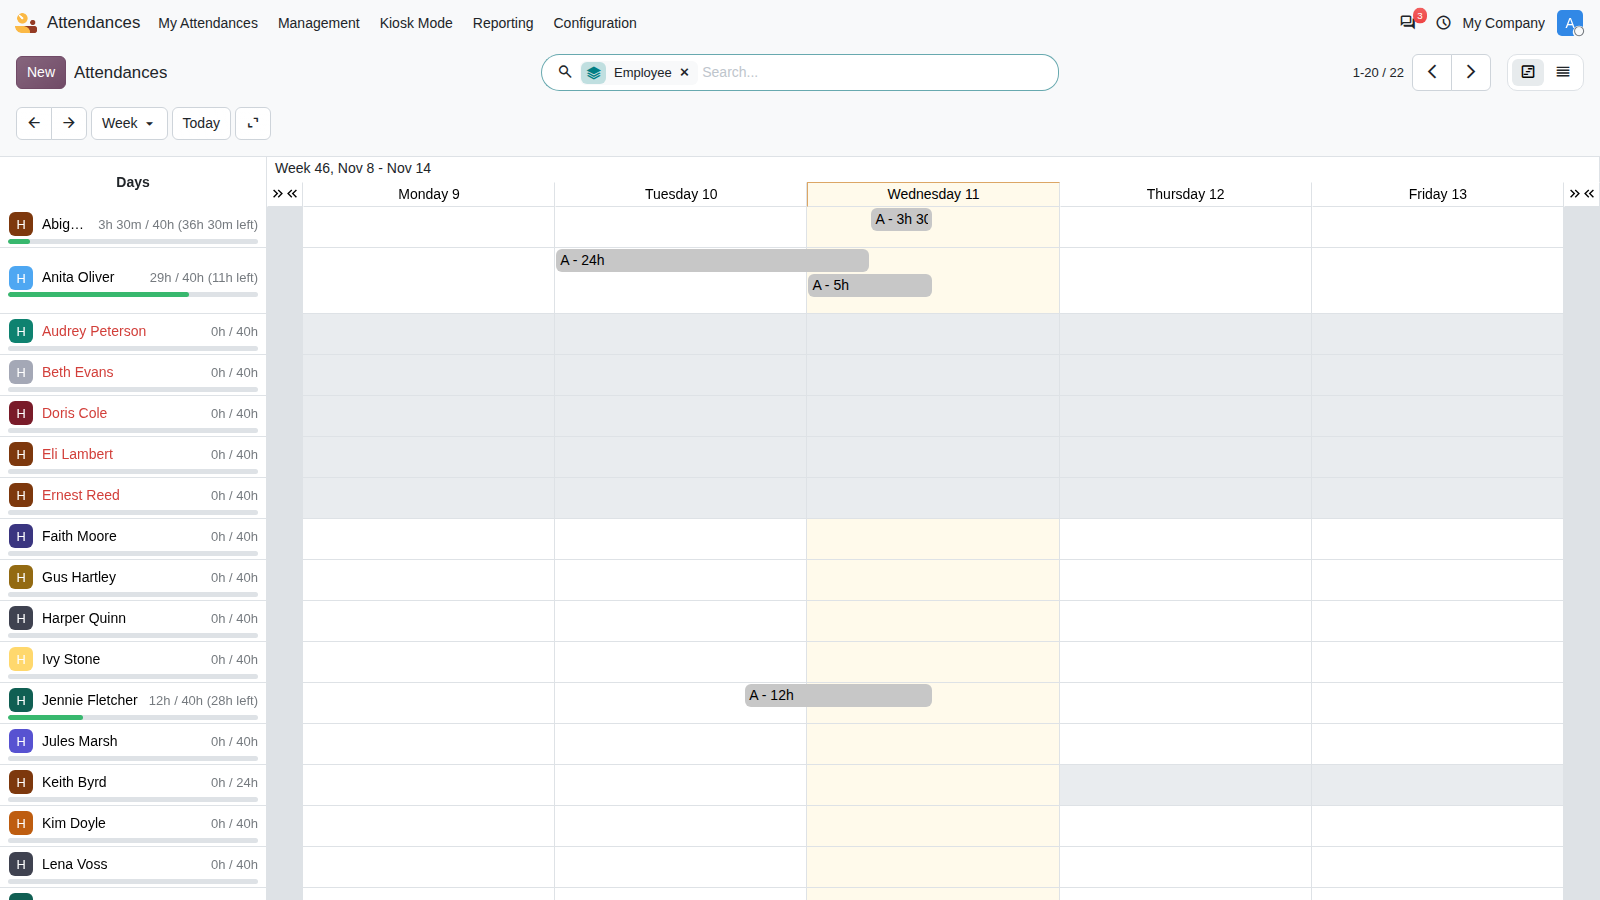 Attendances My Attendances Management Kiosk Mode Reporting Configuration 3 My Company A
New Attendances Employee Search... 1-20 / 22
Week Today
Week 46, Nov 8 - Nov 14
Days
Monday 9 Tuesday 10 Wednesday 11 Thursday 12 Friday 13
H Abig... 3h 30m / 40h (36h 30m left) A - 3h 30
H Anita Oliver 29h / 40h (11h left) A - 24h
A - 5h
H Audrey Peterson 0h / 40h
H Beth Evans 0h / 40h
H Doris Cole 0h / 40h
H Eli Lambert 0h / 40h
H Ernest Reed 0h / 40h
H Faith Moore 0h / 40h
H Gus Hartley 0h / 40h
H Harper Quinn 0h / 40h
H Ivy Stone 0h / 40h
H Jennie Fletcher 12h / 40h (28h left) A - 12h
H Jules Marsh 0h / 40h
H Keith Byrd 0h / 24h
H Kim Doyle 0h / 40h
H Lena Voss 0h / 40h